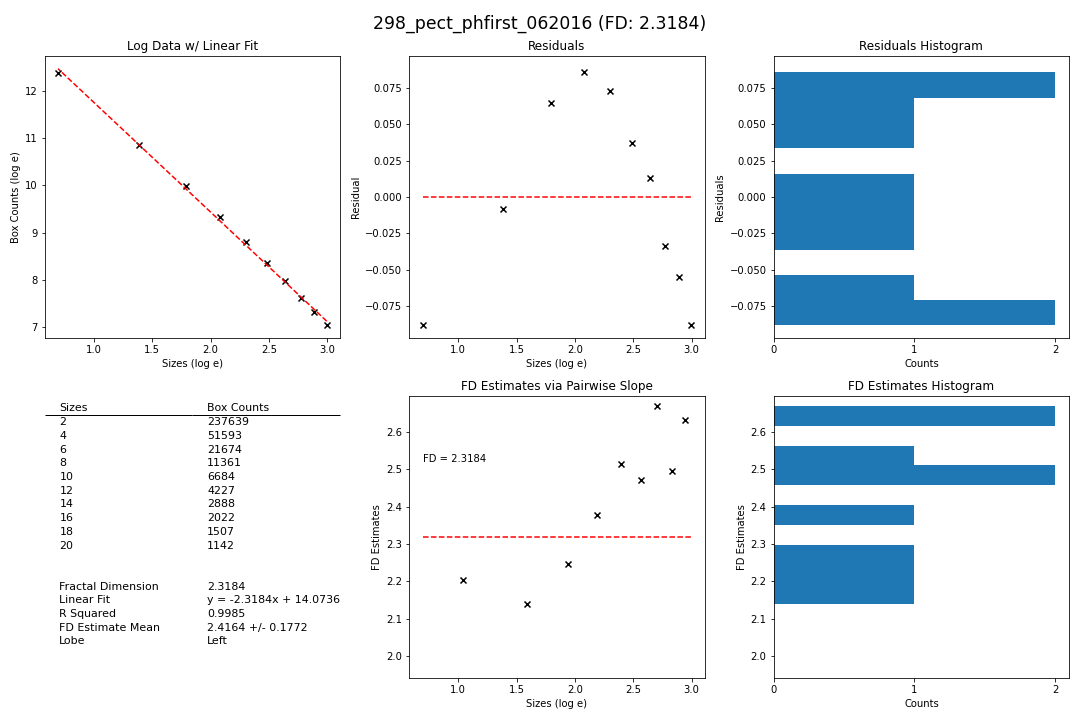 298_pect_phfirst_062016 (FD: 2.3184)
Log Data w/ Linear Fit
Box Counts (log e)
12
11
10
9
8
7
1.0 1.5 2.0 2.5 3.0
Sizes (log e)
Residuals
Residual
0.075
0.050
0.025
0.000
−0.025
−0.050
−0.075
1.0 1.5 2.0 2.5 3.0
Sizes (log e)
Residuals Histogram
Residuals
0.075
0.050
0.025
0.000
−0.025
−0.050
−0.075
0 1 2
Counts
Sizes Box Counts
2 237639
4 51593
6 21674
8 11361
10 6684
12 4227
14 2888
16 2022
18 1507
20 1142
Fractal Dimension 2.3184
Linear Fit y = -2.3184x + 14.0736
R Squared 0.9985
FD Estimate Mean 2.4164 +/- 0.1772
Lobe Left
FD Estimates via Pairwise Slope
FD Estimates
2.6
2.5
2.4
2.3
2.2
2.1
2.0
FD = 2.3184
1.0 1.5 2.0 2.5 3.0
Sizes (log e)
FD Estimates Histogram
FD Estimates
2.6
2.5
2.4
2.3
2.2
2.1
2.0
0 1 2
Counts